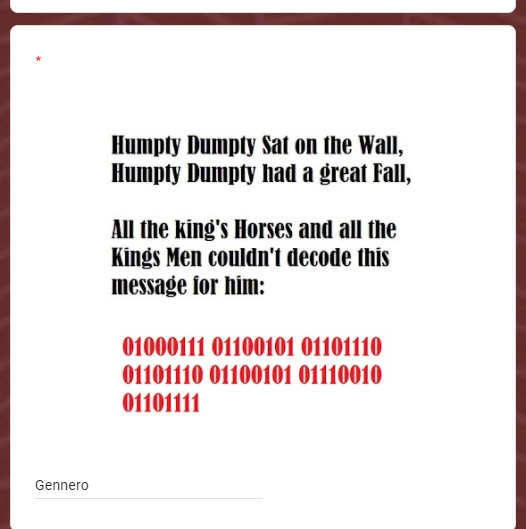 *
Humpty Dumpty Sat on the Wall,
Humpty Dumpty had a great Fall,
All the king's Horses and all the
Kings Men couldn't decode this
message for him:
01000111 01100101 01101110
01101110 01100101 01110010
01101111
Gennero